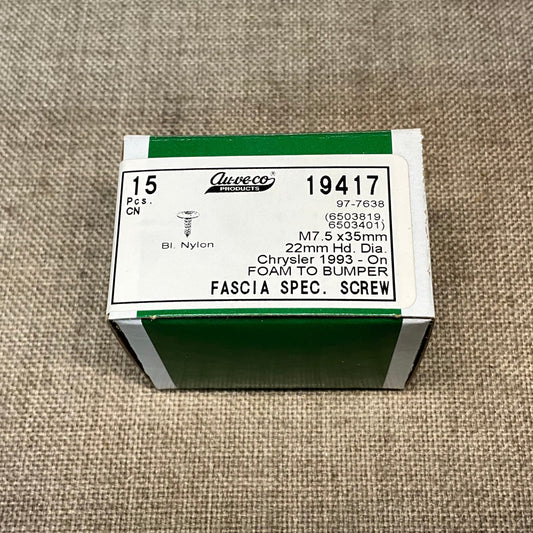 15
Pcs.
CN
Au-ve-co®
PRODUCTS
19417
97-7638
(6503819,
6503401)
Bl. Nylon
M7.5 x35mm
22mm Hd. Dia.
Chrysler 1993 - On
FOAM TO BUMPER
FASCIA SPEC. SCREW